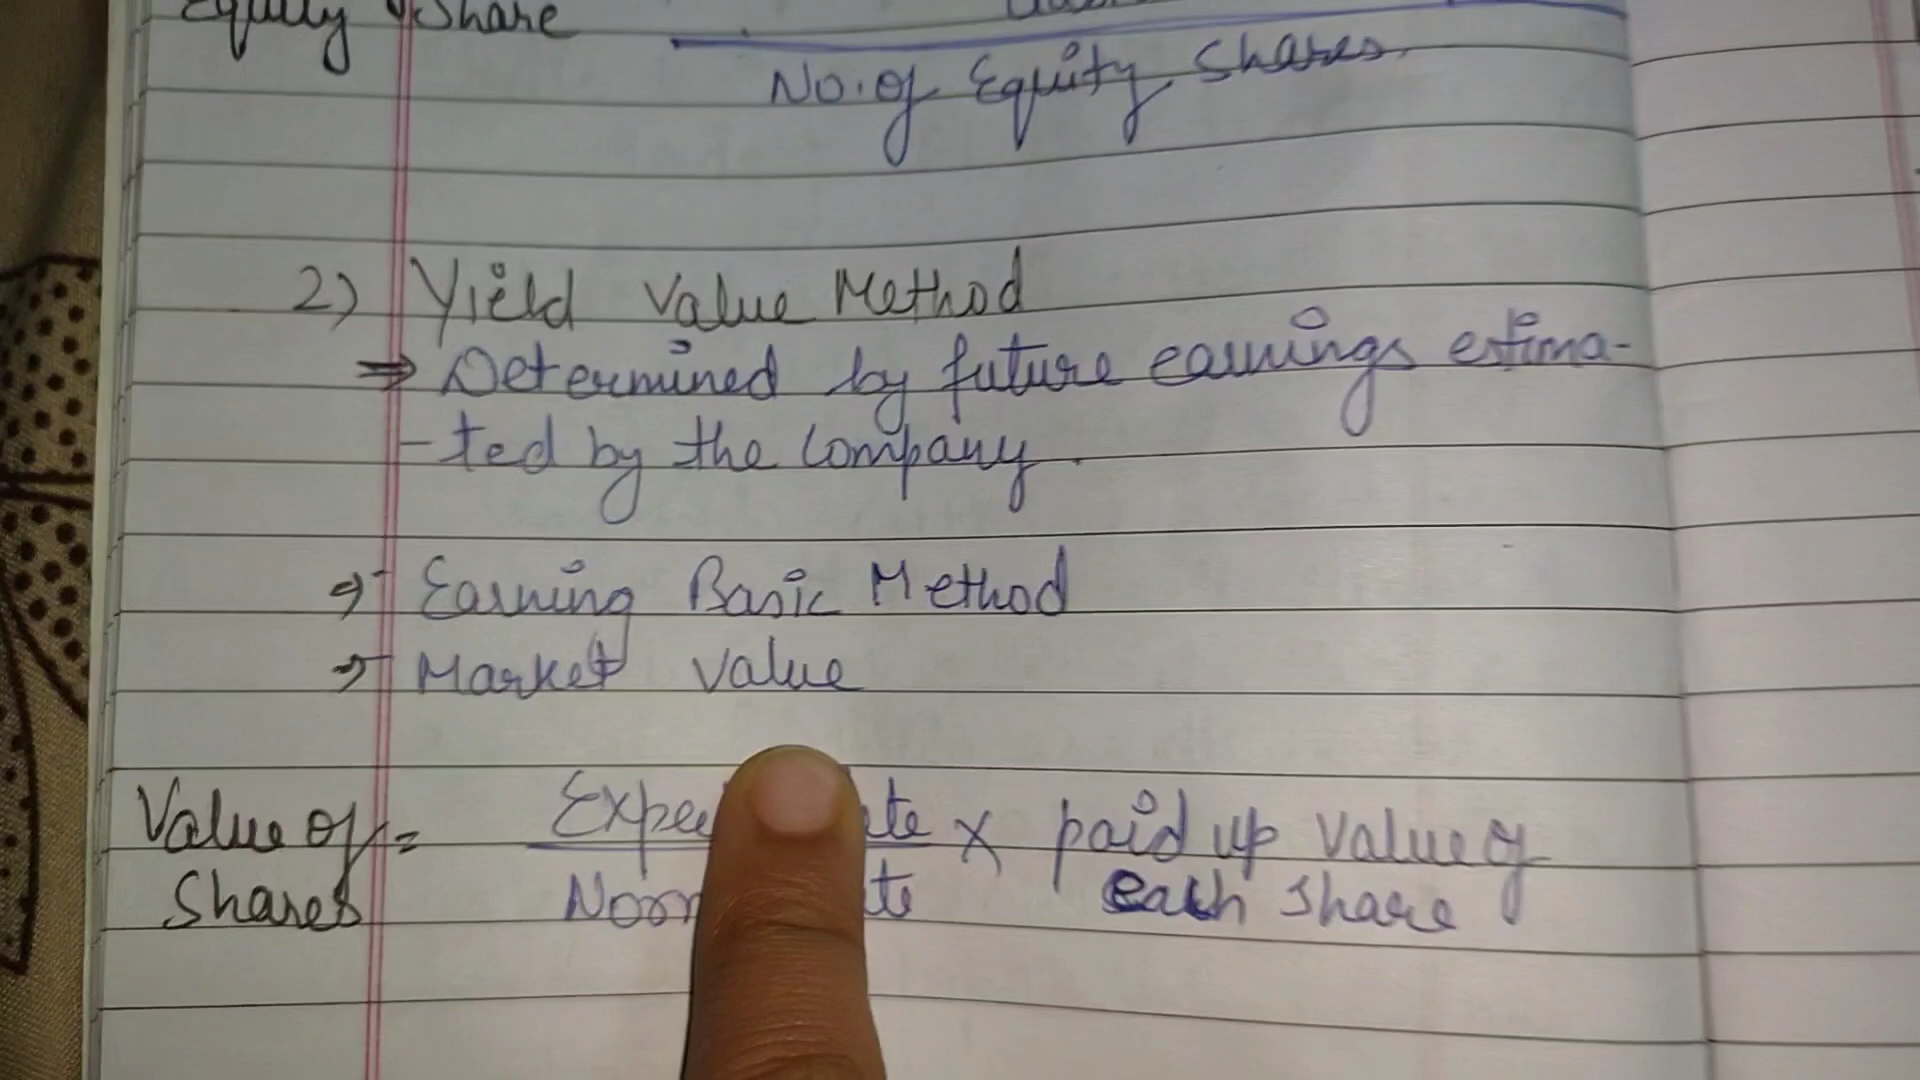 Equity Share
No. of Equity Shares.
2) Yield Value Method
⇒ Determined by future earnings estima-
-ted by the Company.
⇒ Earning Basic Method
⇒ Market value
Value of = × paid up value of
Shares each share